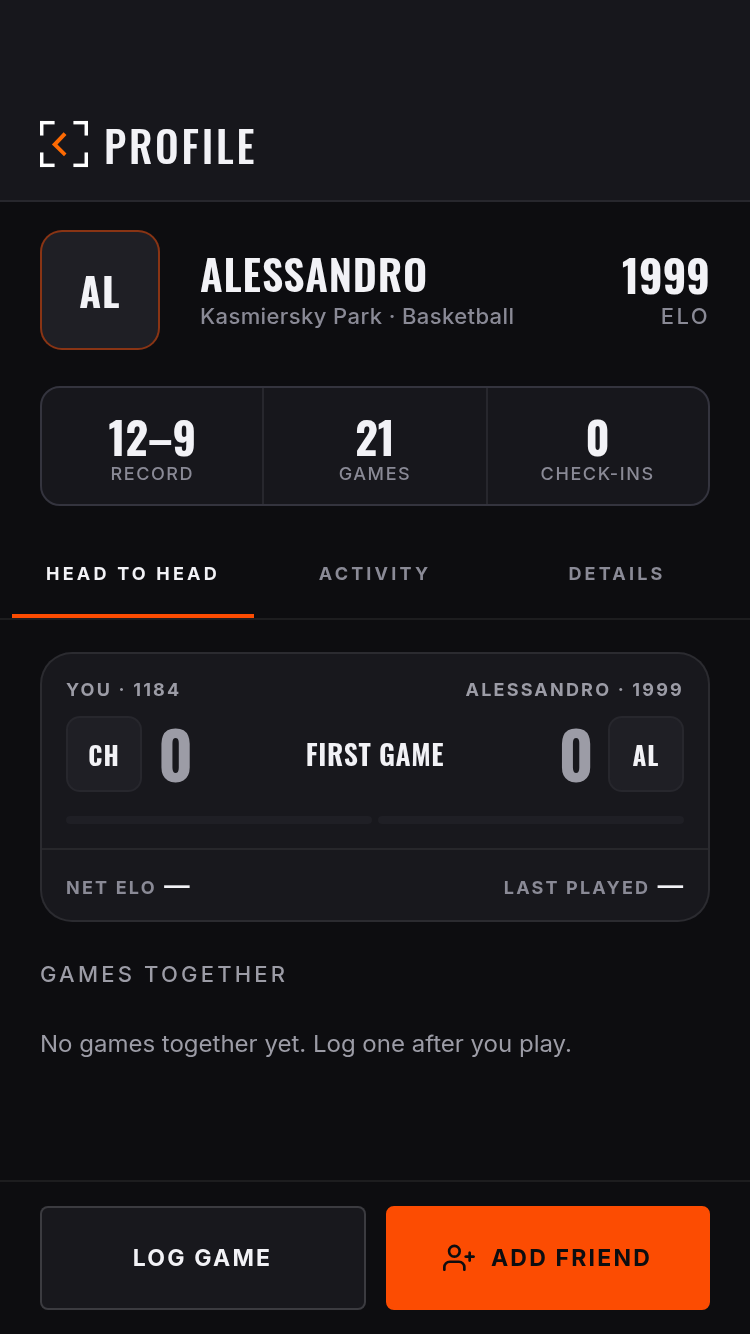 PROFILE
AL
ALESSANDRO
Kasmiersky Park · Basketball
1999
ELO
12–9
RECORD
21
GAMES
0
CHECK-INS
HEAD TO HEAD
ACTIVITY
DETAILS
YOU · 1184
ALESSANDRO · 1999
CH
0
FIRST GAME
0
AL
NET ELO —
LAST PLAYED —
GAMES TOGETHER
No games together yet. Log one after you play.
LOG GAME
ADD FRIEND